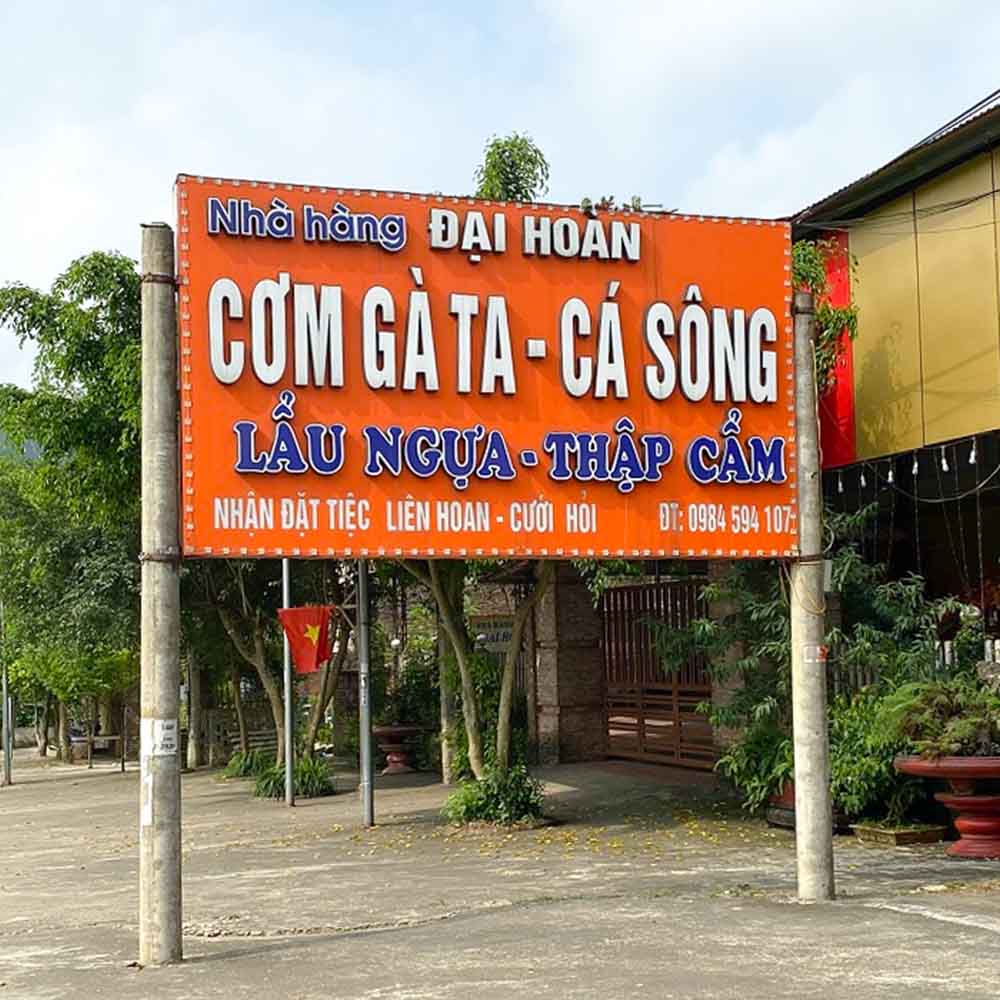 Nhà hàng ĐẠI HOÀN
CƠM GÀ TA - CÁ SÔNG
LẨU NGỰA - THẬP CẨM
NHẬN ĐẶT TIỆC LIÊN HOAN - CƯỚI HỎI ĐT: 0984 594 107